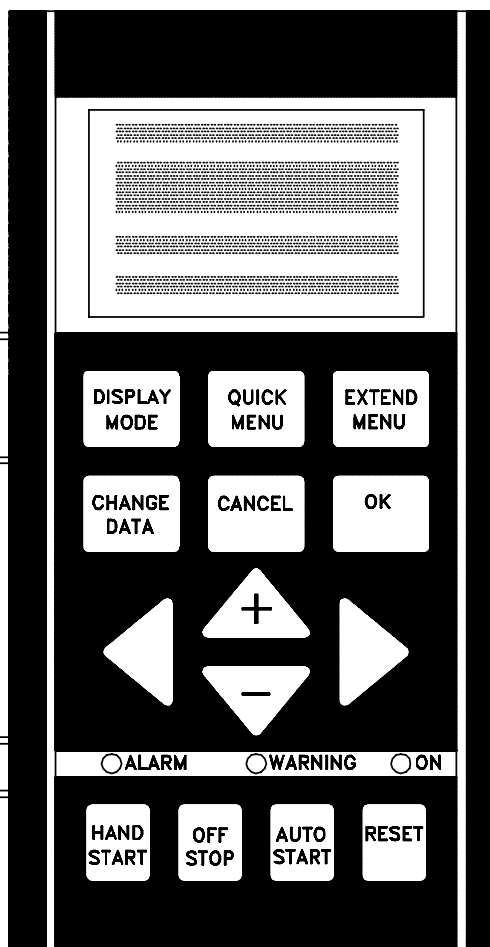 DISPLAY
MODE
QUICK
MENU
EXTEND
MENU
CHANGE
DATA
CANCEL
OK
+
−
ALARM
WARNING
ON
HAND
START
OFF
STOP
AUTO
START
RESET